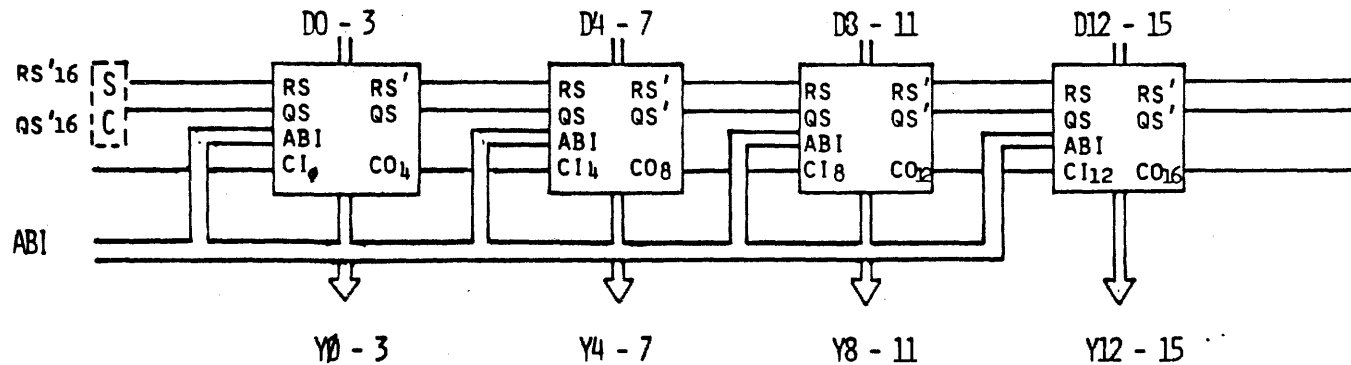 D0 - 3 D4 - 7 D8 - 11 D12 - 15
RS'16 S RS RS' RS RS' RS RS' RS RS'
QS'16 C QS QS' QS QS' QS QS' QS QS'
ABI ABI ABI ABI
CI0 CO4 CI4 CO8 CI8 CO12 CI12 CO16
ABI
Y0 - 3 Y4 - 7 Y8 - 11 Y12 - 15